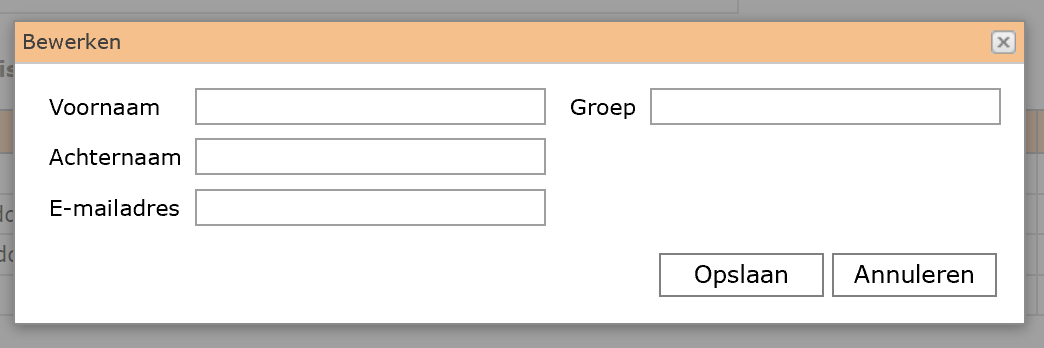 Bewerken
Voornaam
Groep
Achternaam
E-mailadres
Opslaan
Annuleren